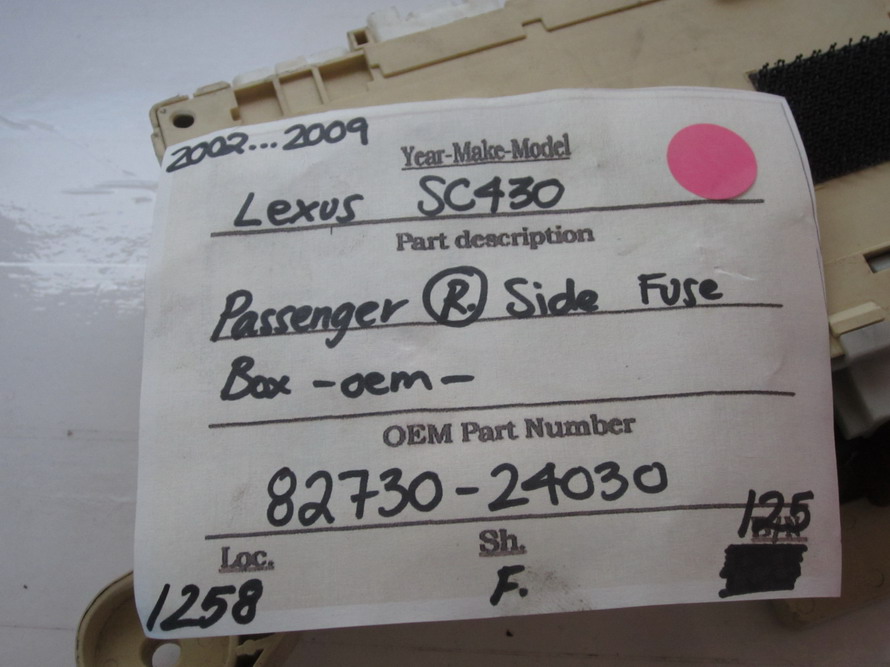 2002...2009
Year-Make-Model
Lexus SC430
Part description
Passenger R. Side Fuse
Box -oem-
OEM Part Number
82730-24030
Loc. Sh. 125
1258 F.